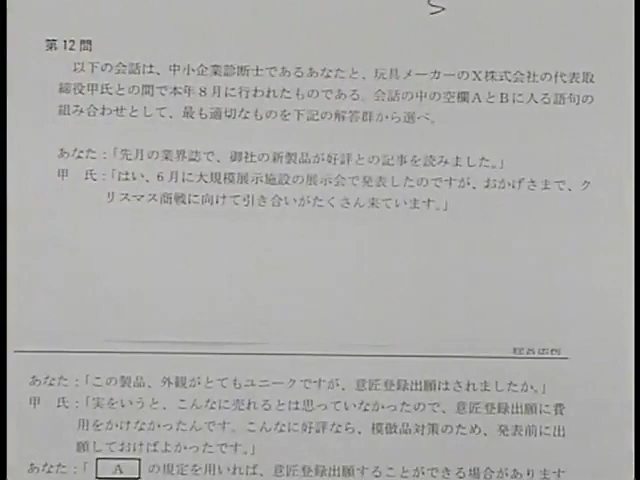 第12問
以下の会話は、中小企業診断士であるあなたと、玩具メーカーのX株式会社の代表取
締役甲氏との間で本年８月に行われたものである。会話の中の空欄AとBに入る語句の
組み合わせとして、最も適切なものを下記の解答群から選べ。
あなた：「先月の業界誌で、御社の新製品が好評との記事を読みました。」
甲　氏：「はい、６月に大規模展示施設の展示会で発表したのですが、おかげさまで、ク
リスマス商戦に向けて引き合いがたくさん来ています。」
あなた：「この製品、外観がとてもユニークですが、意匠登録出願はされましたか。」
甲　氏：「実をいうと、こんなに売れるとは思っていなかったので、意匠登録出願に費
用をかけなかったんです。こんなに好評なら、模倣品対策のため、発表前に出
願しておけばよかったです。」
あなた：「 A の規定を用いれば、意匠登録出願することができる場合があります